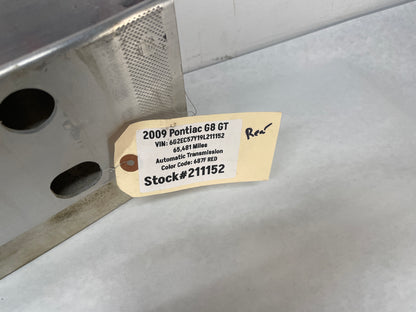 2009 Pontiac G8 GT
VIN: 6G2EC57Y19L211152
65,481 Miles
Automatic Transmission
Color Code: 687F RED
Stock#211152
Rear